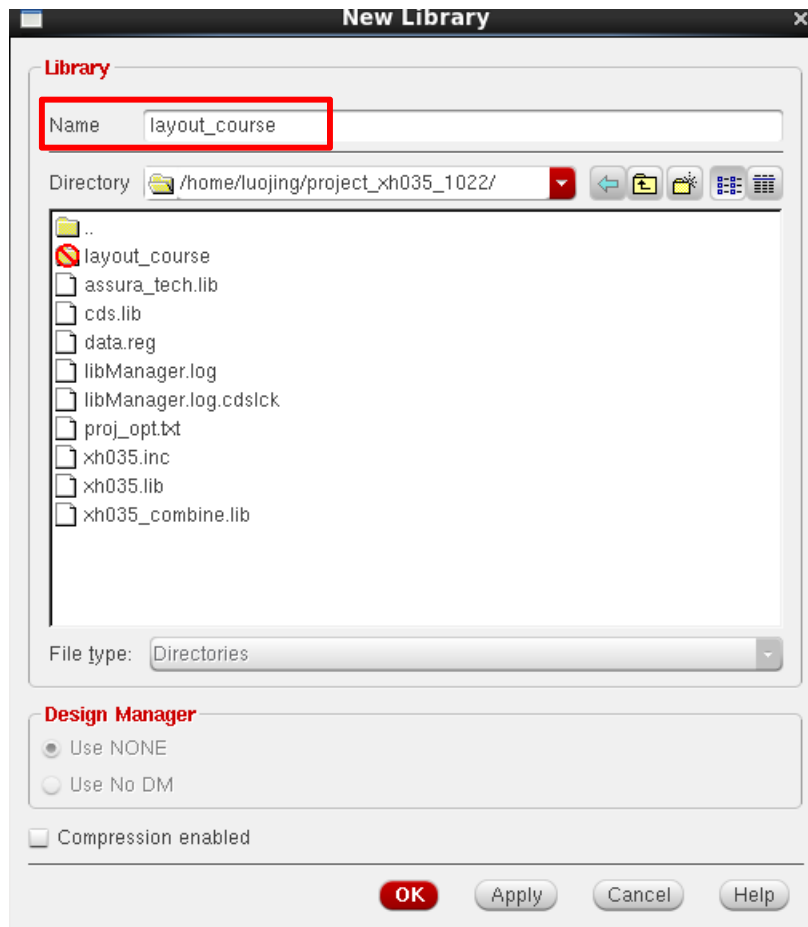 New Library
Library
Name layout_course
Directory /home/luojing/project_xh035_1022/
..
layout_course
assura_tech.lib
cds.lib
data.reg
libManager.log
libManager.log.cdslck
proj_opt.txt
xh035.inc
xh035.lib
xh035_combine.lib
File type: Directories
Design Manager
Use NONE
Use No DM
Compression enabled
OK Apply Cancel Help